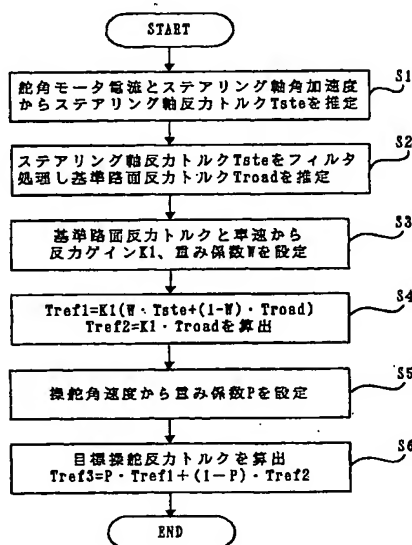 START
S1
舵角モータ電流とステアリング軸角加速度
からステアリング軸反力トルクTsteを推定
S2
ステアリング軸反力トルクTsteをフィルタ
処理し基準路面反力トルクTroadを推定
S3
基準路面反力トルクと車速から
反力ゲインK1、重み係数Wを設定
S4
Tref1=K1(W・Tste+(1-W)・Troad)
Tref2=K1・Troadを算出
S5
操舵角速度から重み係数Pを設定
S6
目標操舵反力トルクを算出
Tref3=P・Tref1+(1-P)・Tref2
END